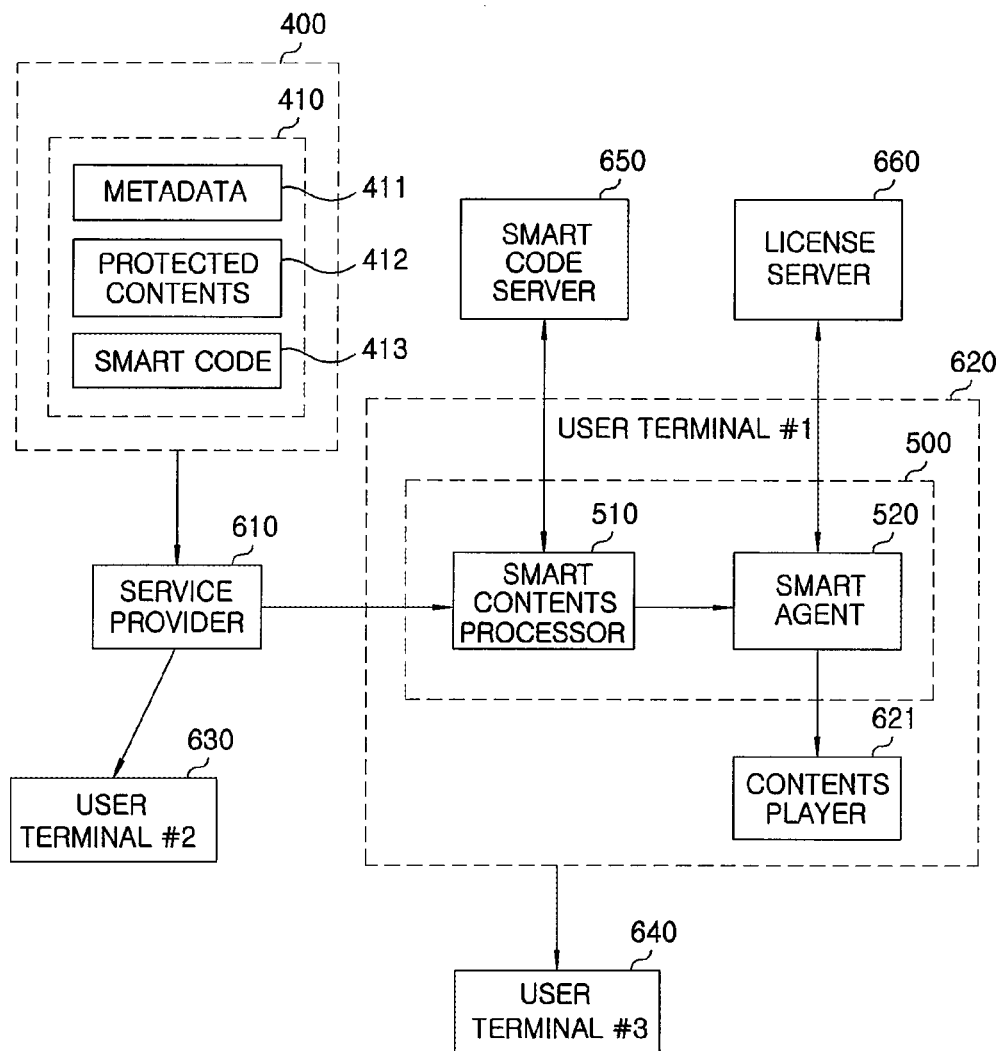 400
410
METADATA
411
PROTECTED
CONTENTS
412
SMART CODE
413
650
SMART
CODE
SERVER
660
LICENSE
SERVER
620
USER TERMINAL #1
500
610
SERVICE
PROVIDER
510
SMART
CONTENTS
PROCESSOR
520
SMART
AGENT
630
USER
TERMINAL #2
621
CONTENTS
PLAYER
640
USER
TERMINAL #3